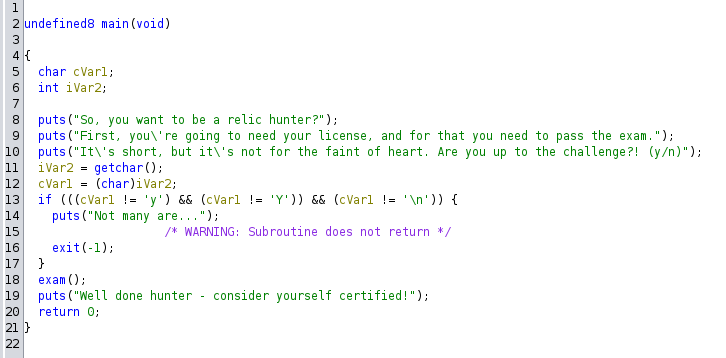 1
2 undefined8 main(void)
3
4 {
5   char cVar1;
6   int iVar2;
7
8   puts("So, you want to be a relic hunter?");
9   puts("First, you\'re going to need your license, and for that you need to pass the exam.");
10   puts("It\'s short, but it\'s not for the faint of heart. Are you up to the challenge?! (y/n)");
11   iVar2 = getchar();
12   cVar1 = (char)iVar2;
13   if (((cVar1 != 'y') && (cVar1 != 'Y')) && (cVar1 != '\n')) {
14     puts("Not many are...");
15                     /* WARNING: Subroutine does not return */
16     exit(-1);
17   }
18   exam();
19   puts("Well done hunter - consider yourself certified!");
20   return 0;
21 }
22